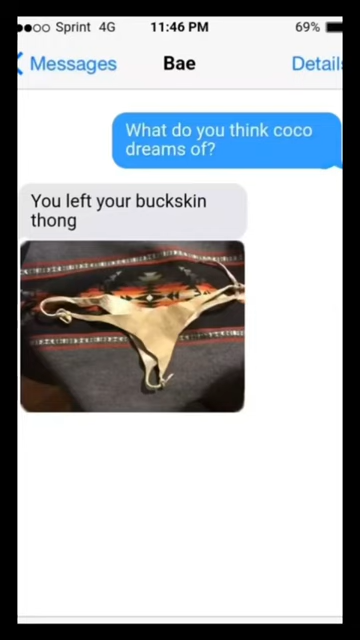 Sprint 4G 11:46 PM 69%
Messages Bae Details
What do you think coco
dreams of?
You left your buckskin
thong